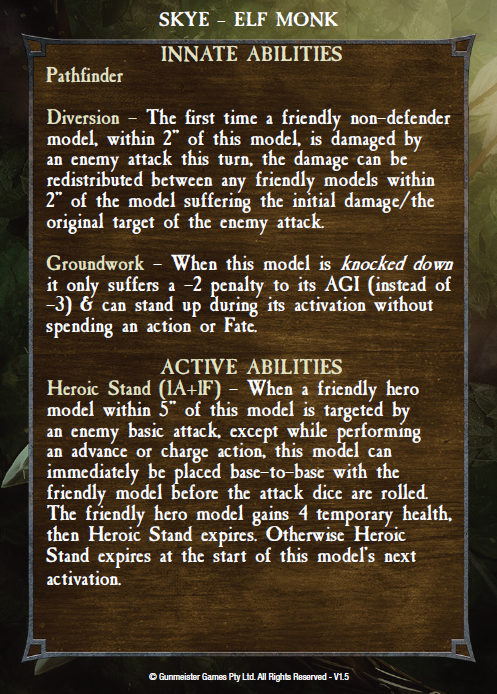 SKYE – ELF MONK
INNATE ABILITIES
Pathfinder
Diversion – The first time a friendly non-defender
model, within 2" of this model, is damaged by
an enemy attack this turn, the damage can be
redistributed between any friendly models within
2" of the model suffering the initial damage/the
original target of the enemy attack.
Groundwork – When this model is knocked down
it only suffers a -2 penalty to its AGI (instead of
-3) & can stand up during its activation without
spending an action or Fate.
ACTIVE ABILITIES
Heroic Stand (1A+1F) – When a friendly hero
model within 5" of this model is targeted by
an enemy basic attack, except while performing
an advance or charge action, this model can
immediately be placed base-to-base with the
friendly model before the attack dice are rolled.
The friendly hero model gains 4 temporary health,
then Heroic Stand expires. Otherwise Heroic
Stand expires at the start of this model's next
activation.
© Gunmeister Games Pty Ltd. All Rights Reserved - V1.5